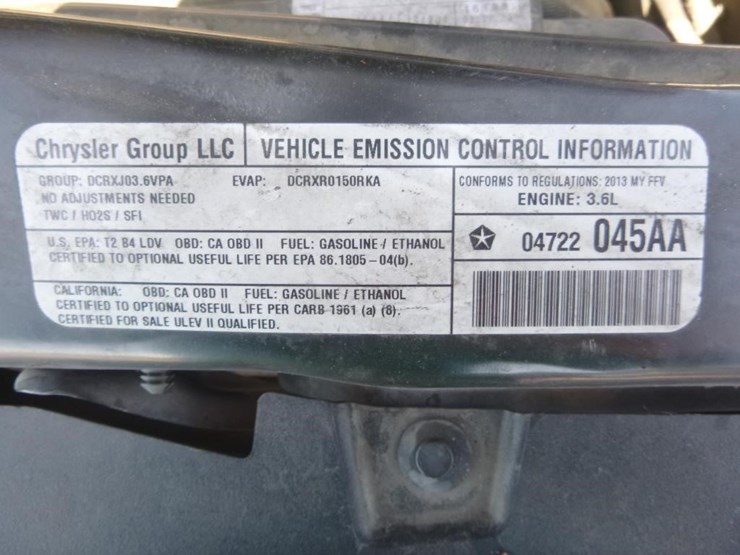 Chrysler Group LLC
VEHICLE EMISSION CONTROL INFORMATION
GROUP: DCRXJ03.6VPA EVAP: DCRXR0150RKA
NO ADJUSTMENTS NEEDED
TWC / HO2S / SFI
U.S. EPA: T2 B4 LDV OBD: CA OBD II FUEL: GASOLINE / ETHANOL
CERTIFIED TO OPTIONAL USEFUL LIFE PER EPA 86.1805-04(b).
CALIFORNIA: OBD: CA OBD II FUEL: GASOLINE / ETHANOL
CERTIFIED TO OPTIONAL USEFUL LIFE PER CARB 1961 (a) (8).
CERTIFIED FOR SALE ULEV II QUALIFIED.
CONFORMS TO REGULATIONS: 2013 MY FFV
ENGINE: 3.6L
04722 045AA